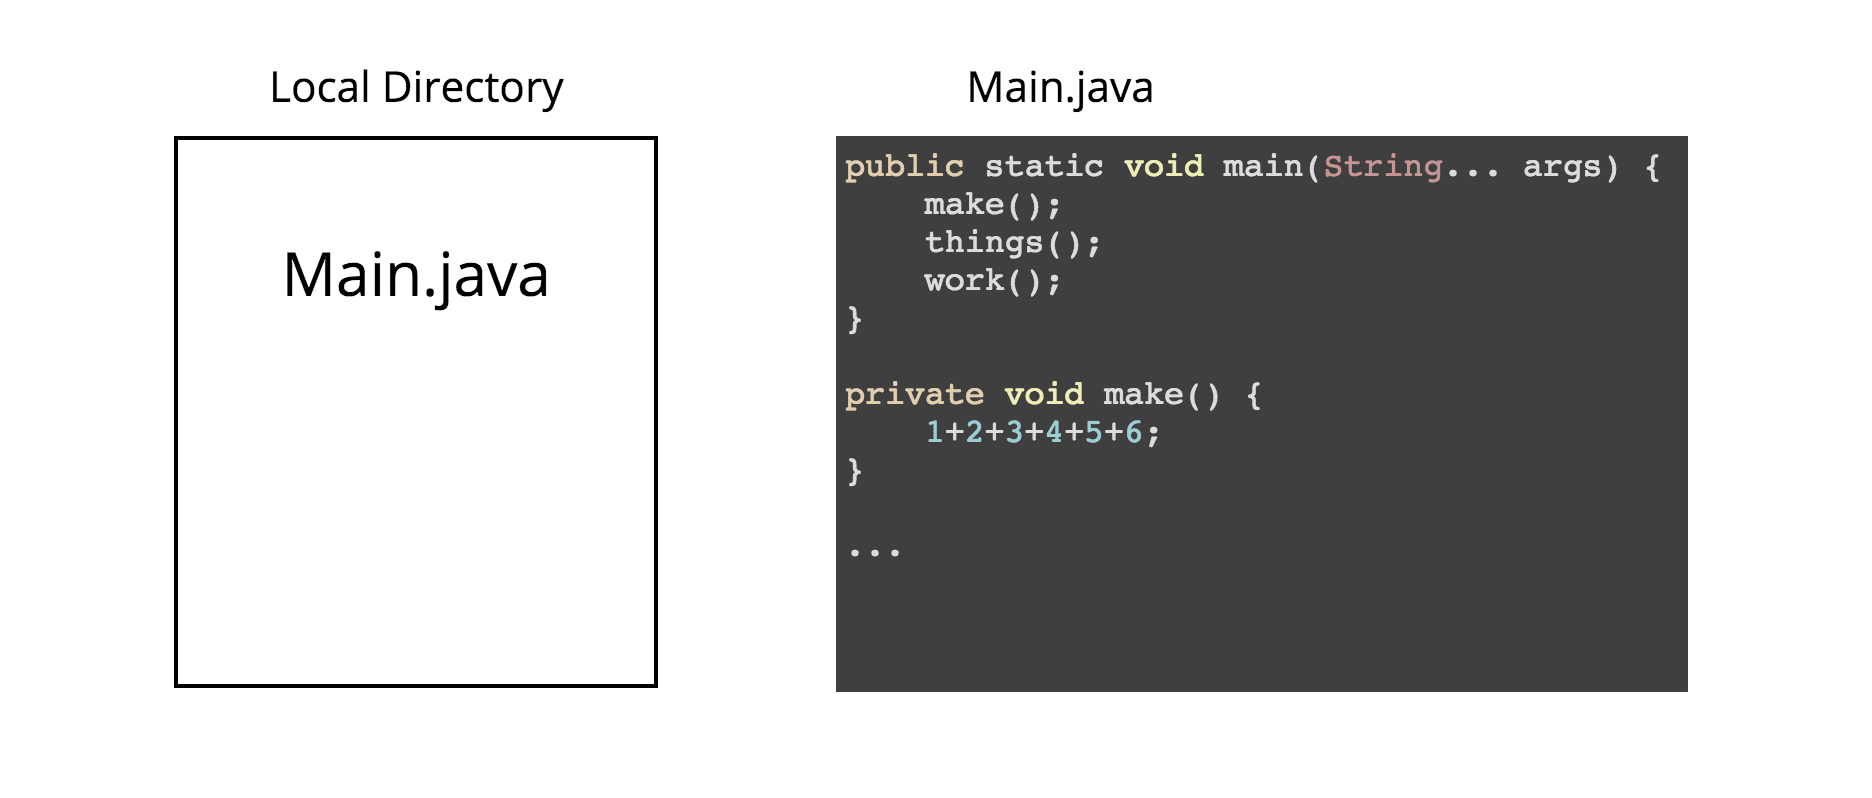 Local Directory
Main.java
Main.java
public static void main(String... args) {
    make();
    things();
    work();
}
private void make() {
    1+2+3+4+5+6;
}
...